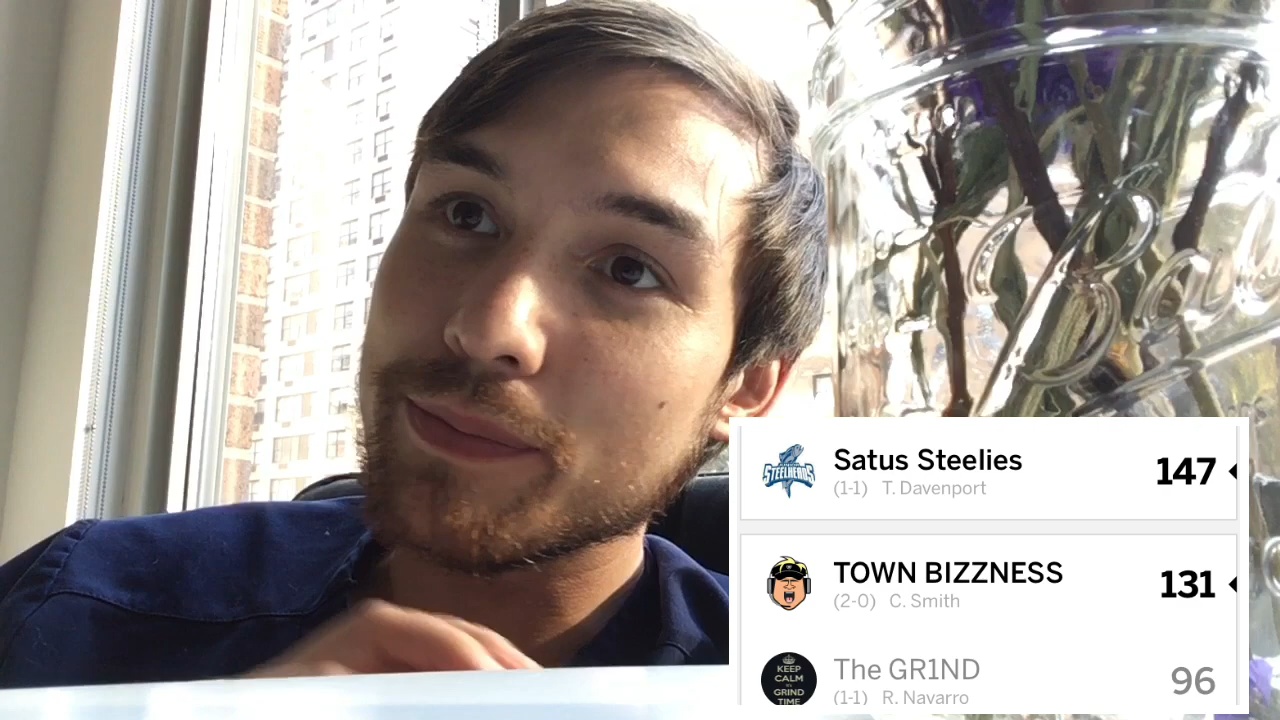 Ball
STEELHEADS
Satus Steelies
147
(1-1) T. Davenport
TOWN BIZZNESS
131
(2-0) C. Smith
KEEP
CALM
GRIND
TIME
The GR1ND
96
(1-1) R. Navarro